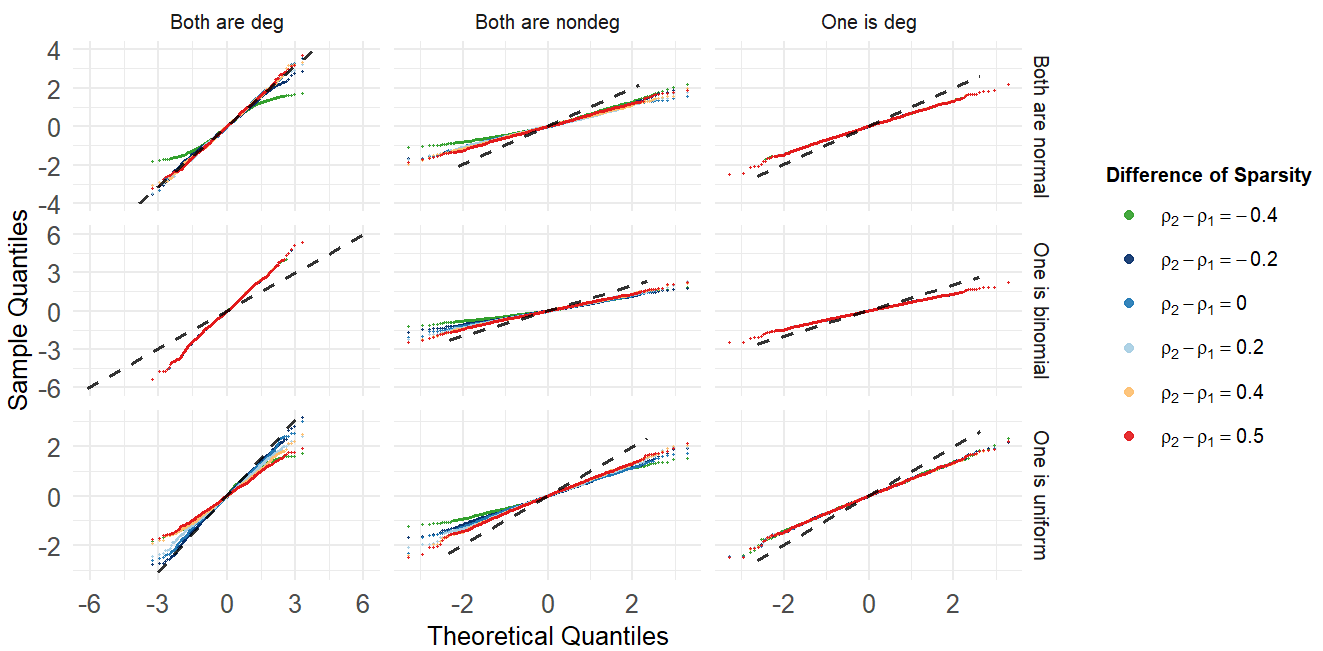 Both are deg
Both are nondeg
One is deg
4
2
0
-2
-4
Both are normal
6
3
0
-3
-6
One is binomial
2
0
-2
One is uniform
-6
-3
0
3
6
-2
0
2
-2
0
2
Sample Quantiles
Theoretical Quantiles
Difference of Sparsity
ρ₂ − ρ₁ = − 0.4
ρ₂ − ρ₁ = − 0.2
ρ₂ − ρ₁ = 0
ρ₂ − ρ₁ = 0.2
ρ₂ − ρ₁ = 0.4
ρ₂ − ρ₁ = 0.5